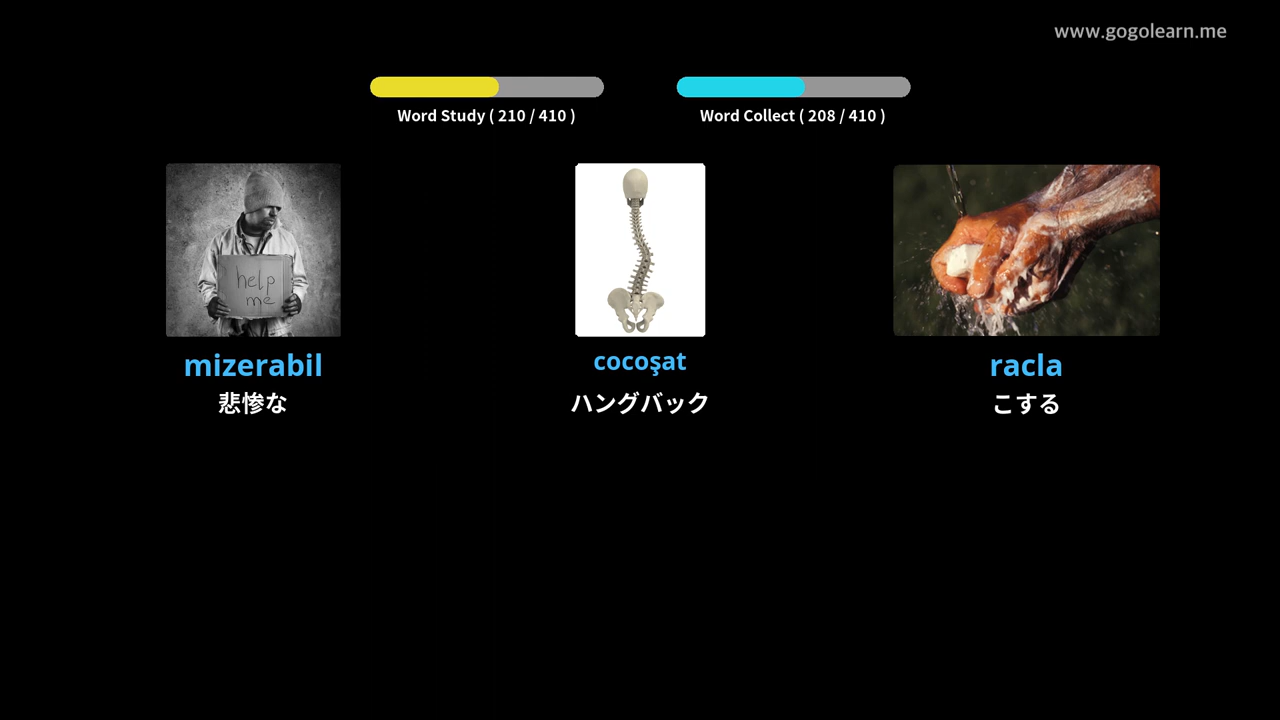 www.gogolearn.me
Word Study ( 210 / 410 )
Word Collect ( 208 / 410 )
help
me
mizerabil
悲惨な
cocoşat
ハングバック
racla
こする